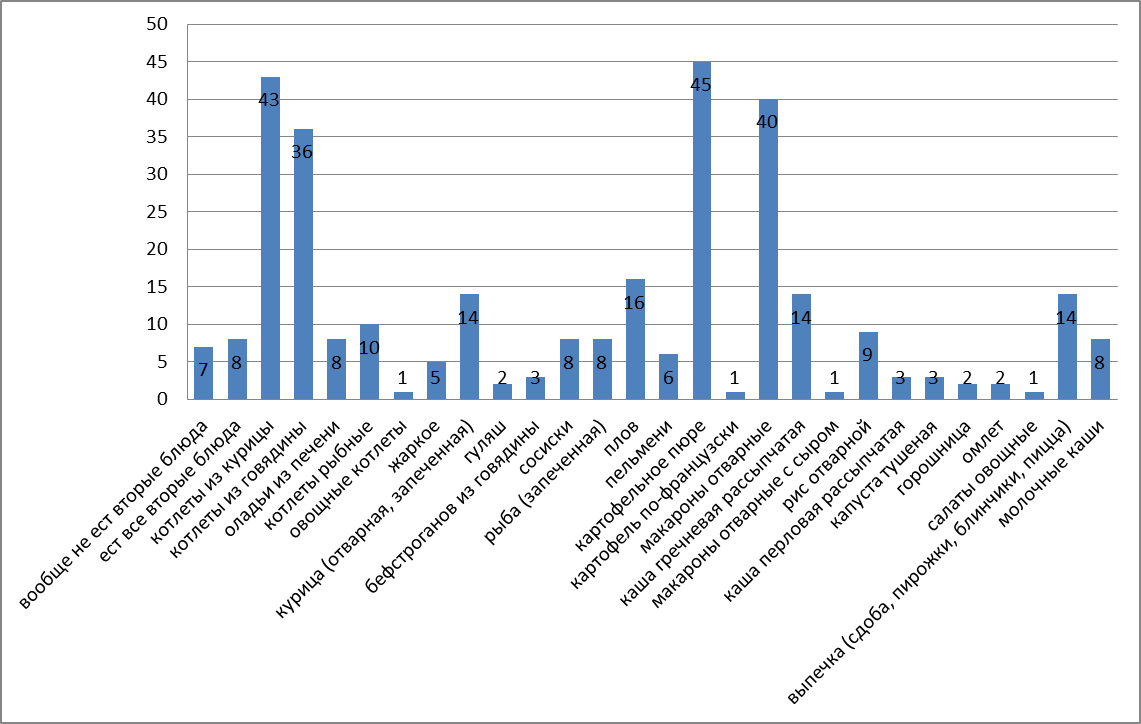 50
45
40
35
30
25
20
15
10
5
0
7
8
43
36
8
10
1
5
14
2
3
8
8
16
6
45
1
40
14
1
9
3
3
2
2
1
14
8
вообще не ест вторые блюда
ест все вторые блюда
котлеты из курицы
котлеты из говядины
оладьи из печени
котлеты рыбные
овощные котлеты
жаркое
курица (отварная, запеченная)
гуляш
бефстроганов из говядины
сосиски
рыба (запеченная)
плов
пельмени
картофельное пюре
картофель по-французски
макароны отварные
каша гречневая рассыпчатая
макароны отварные с сыром
рис отварной
каша перловая рассыпчатая
капуста тушеная
горошница
омлет
салаты овощные
выпечка (сдоба, пирожки, блинчики, пицца)
молочные каши